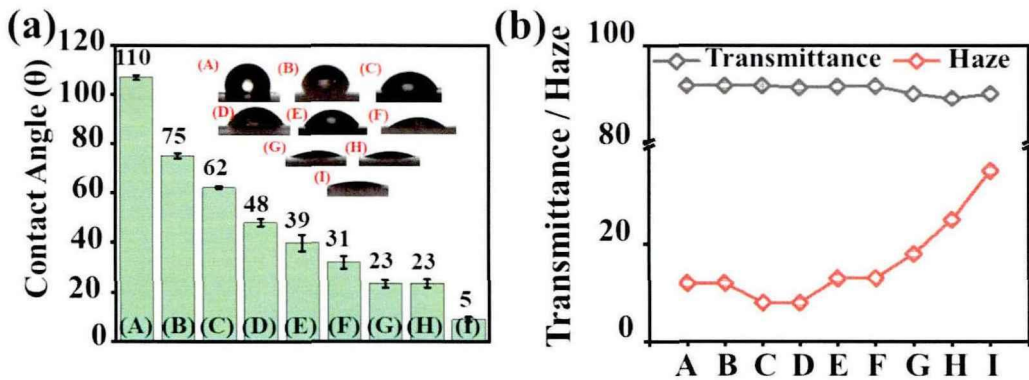 (a)
Contact Angle (θ)
120
100
80
60
40
20
0
110
75
62
48
39
31
23
23
5
(A) (B) (C)
(D) (E) (F)
(G) (H)
(I)
(A) (B) (C) (D) (E) (F) (G) (H) (I)
(b)
Transmittance / Haze
100
80
20
0
Transmittance Haze
A B C D E F G H I